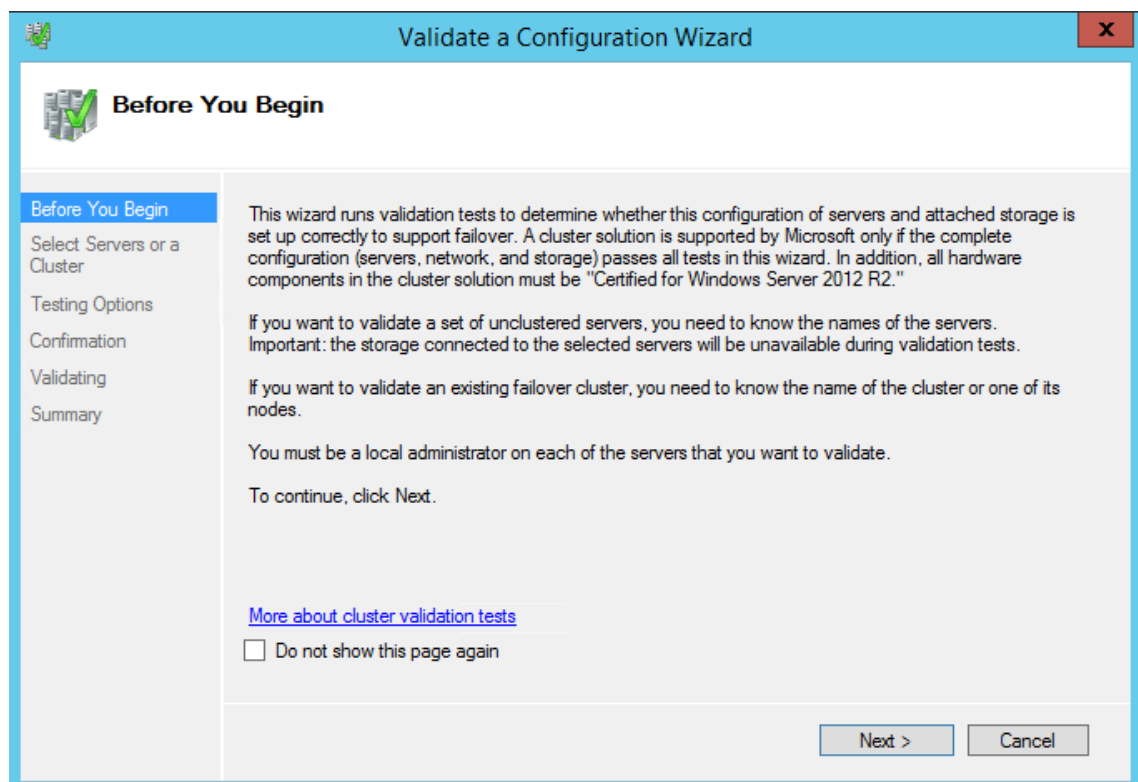 Validate a Configuration Wizard
x
Before You Begin
Before You Begin
Select Servers or a
Cluster
Testing Options
Confirmation
Validating
Summary
This wizard runs validation tests to determine whether this configuration of servers and attached storage is
set up correctly to support failover. A cluster solution is supported by Microsoft only if the complete
configuration (servers, network, and storage) passes all tests in this wizard. In addition, all hardware
components in the cluster solution must be "Certified for Windows Server 2012 R2."
If you want to validate a set of unclustered servers, you need to know the names of the servers.
Important: the storage connected to the selected servers will be unavailable during validation tests.
If you want to validate an existing failover cluster, you need to know the name of the cluster or one of its
nodes.
You must be a local administrator on each of the servers that you want to validate.
To continue, click Next.
More about cluster validation tests
Do not show this page again
Next >
Cancel